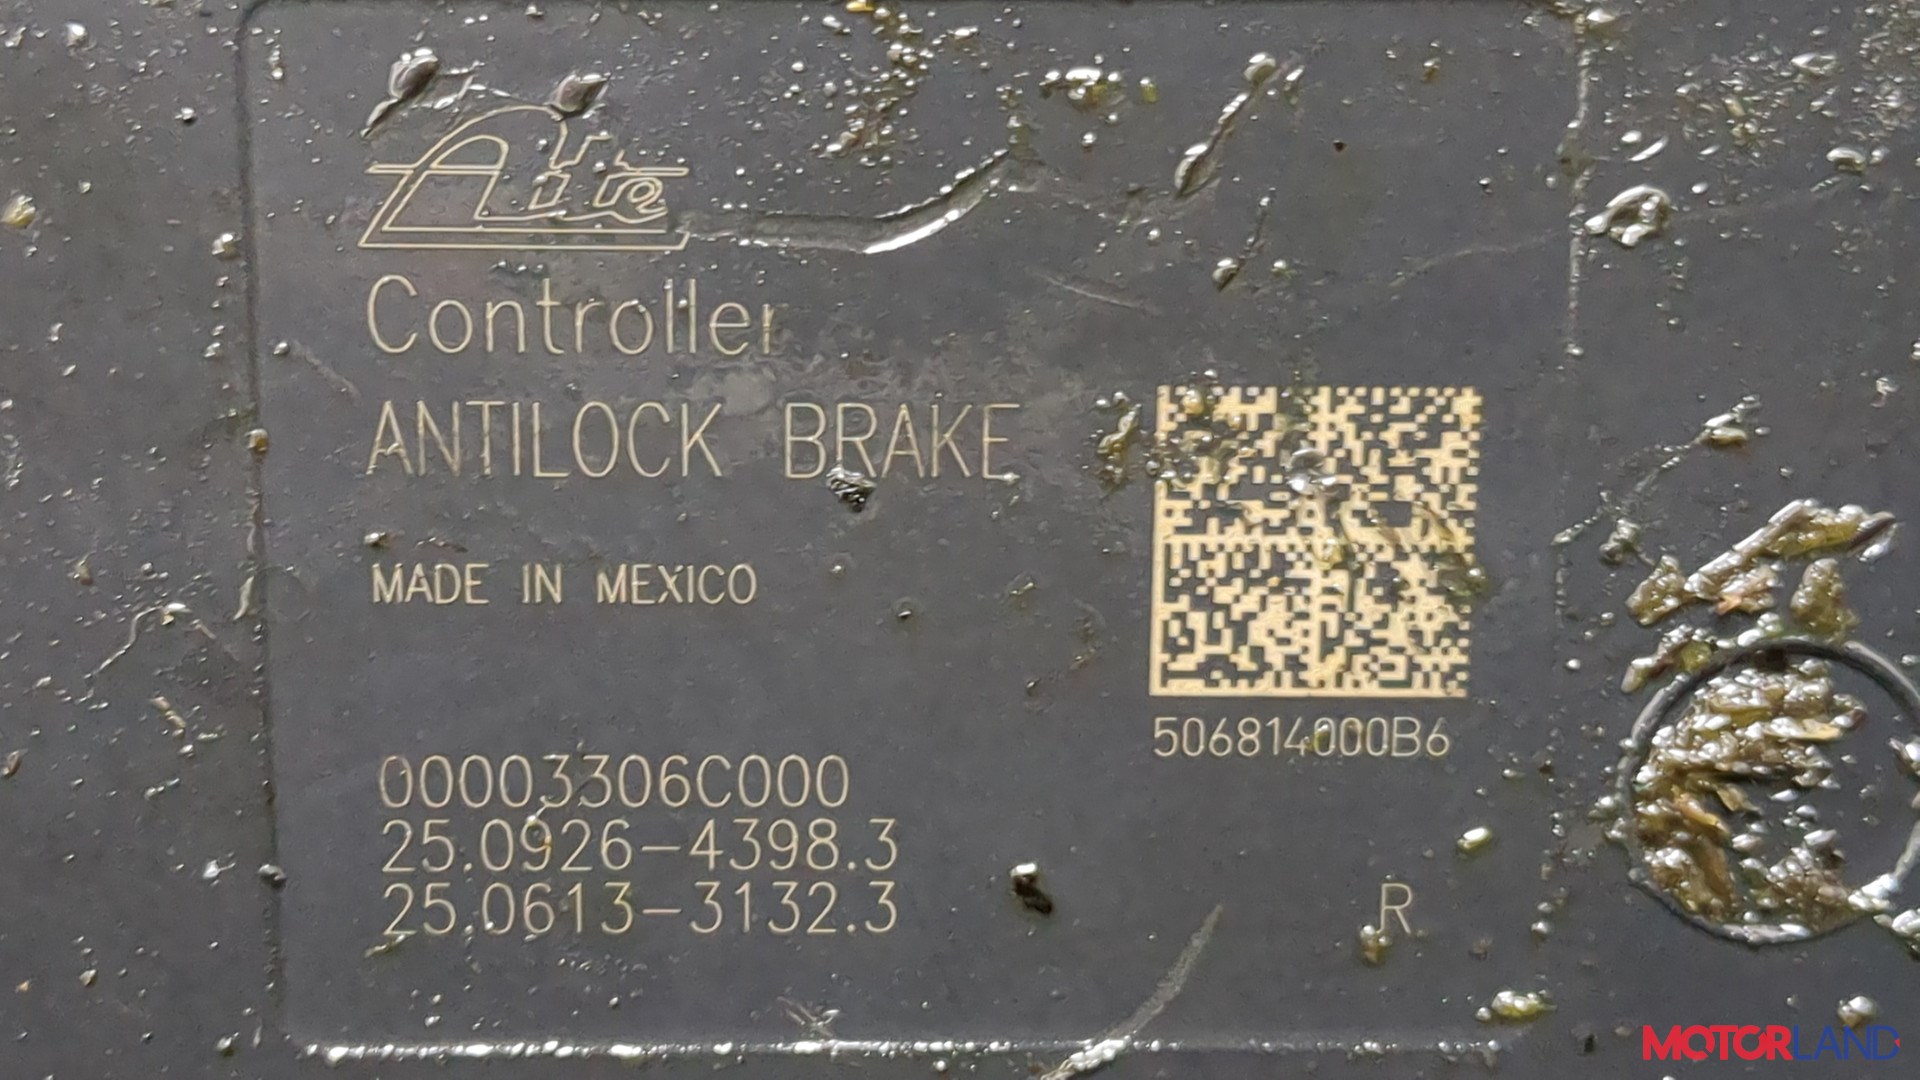 Ate
Controller
ANTILOCK BRAKE
MADE IN MEXICO
506814000B6
00003306C000
25.0926-4398.3
25.0613-3132.3
R
MOTORLAND